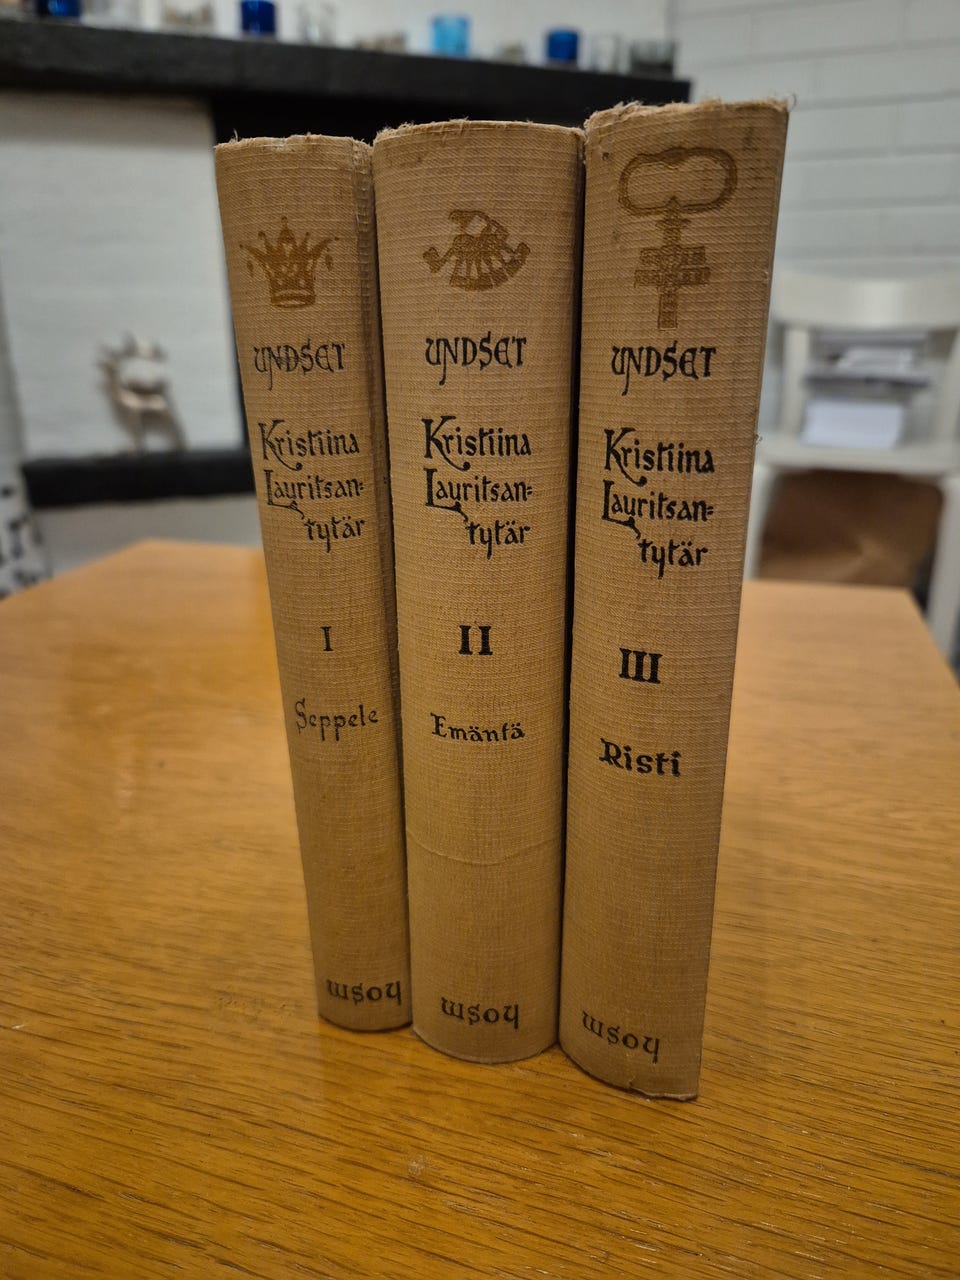 UNDSET
Kristiina
Lauritsan=
tytär
I
Seppele
WSOY
UNDSET
Kristiina
Lauritsan=
tytär
II
Emäntä
WSOY
UNDSET
Kristiina
Lauritsan=
tytär
III
Risti
WSOY